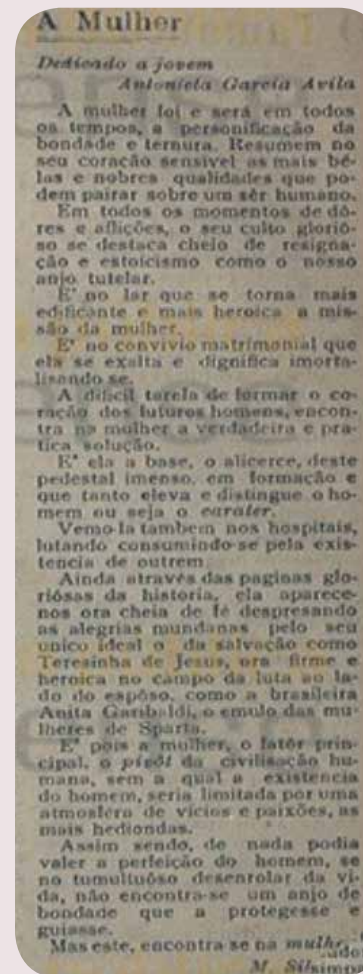 A Mulher
Dedicado a jovem
Antonieta Garcia Avila
A mulher foi e será em todos
os tempos, a personificação da
bondade e ternura. Resumem no
seu coração sensivel as mais bé-
las e nobres qualidades que po-
dem pairar sobre um sêr humano.
Em todos os momentos de dô-
res e aflições, o seu culto glorió-
so se destaca cheio de resigna-
ção e estoicismo como o nosso
anjo tutelar.
E' no lar que se torna mais
edificante e mais heroica a mis-
são da mulher.
E' no convivio matrimonial que
ela se exalta e dignifica imorta-
lisando se.
A dificil tarefa de formar o co-
ração dos futuros homens, encon-
tra na mulher a verdadeira e pra-
tica solução.
E' ela a base, o alicerce, deste
pedestal imenso, em formação e
que tanto eleva e distingue o ho-
mem ou seja o carater.
Vemo-la tambem nos hospitais,
lutando consumindo-se pela exis-
tencia de outrem
Ainda através das paginas glo-
riósas da historia, ela aparece-
nos ora cheia de fé despresando
as alegrias mundanas pelo seu
unico ideal o da salvação como
Teresinha de Jesus, ora firme e
heroica no campo da luta ao la-
do do espôso, como a brasileira
Anita Garibaldi, o emulo das mu-
lheres de Sparta.
E' pois a mulher, o fatôr prin-
cipal, o pivôt da civilisação hu-
mana, sem a qual a existencia
do homem, seria limitada por uma
atmosfera de vicios e paixões, as
mais hediondas.
Assim sendo, de nada podia
valer a perfeição do homem, se
no tumultuôso desenrolar da vi-
da, não encontra-se um anjo de
bondade que a protegesse e
guiasse.
Mas este, encontra se na
M.